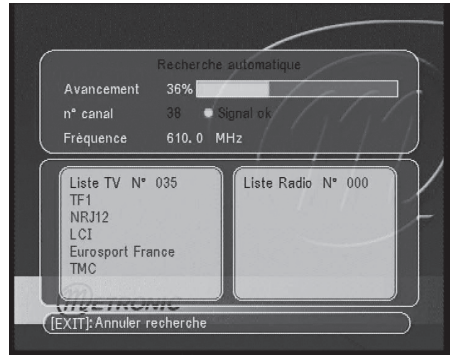 Recherche automatique
Avancement 36%
n° canal 38 Signal ok
Fréquence 610.0 MHz
Liste TV N° 035
TF1
NRJ12
LCI
Eurosport France
TMC
Liste Radio N° 000
METRONIC
[EXIT]: Annuler recherche